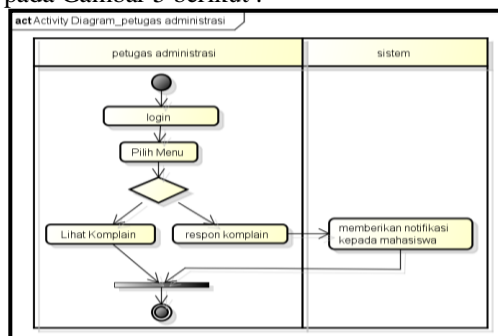 pada Gambar 3 berikut :
act Activity Diagram_petugas administrasi
petugas administrasi
sistem
login
Pilih Menu
Lihat Komplain
respon komplain
memberikan notifikasi
kepada mahasiswa